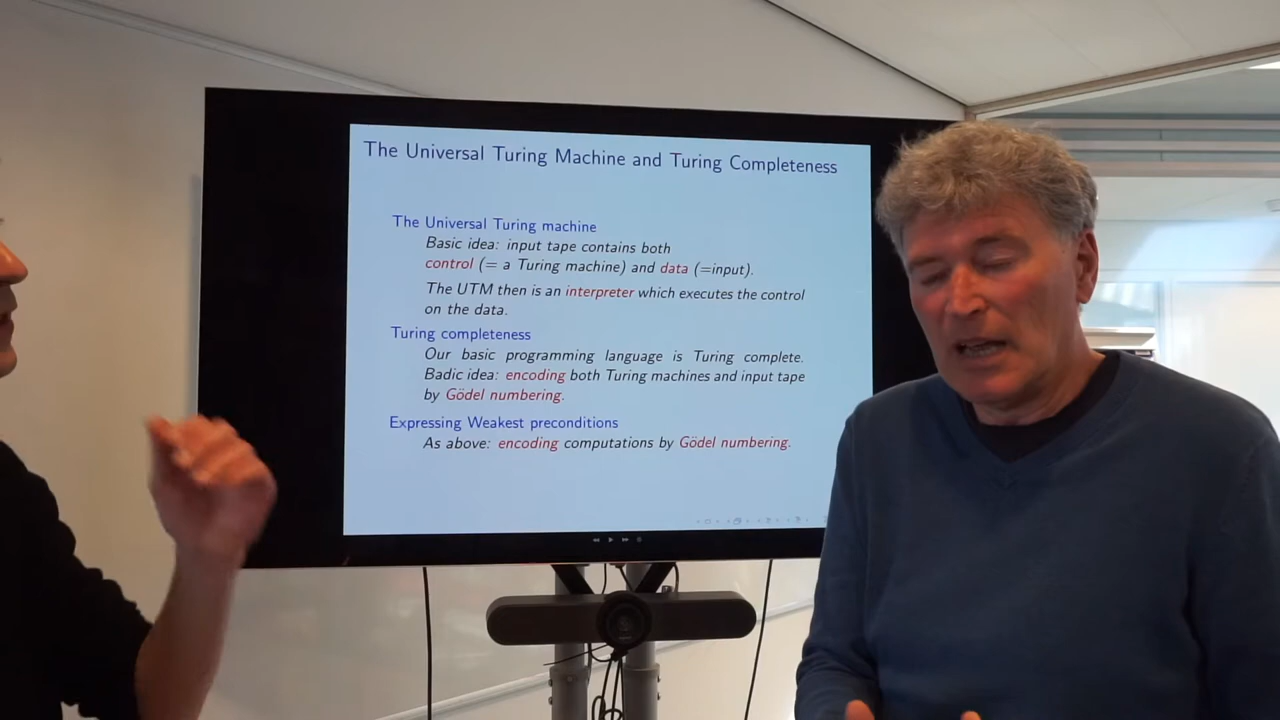 The Universal Turing Machine and Turing Completeness
The Universal Turing machine
Basic idea: input tape contains both
control (= a Turing machine) and data (=input).
The UTM then is an interpreter which executes the control
on the data.
Turing completeness
Our basic programming language is Turing complete.
Badic idea: encoding both Turing machines and input tape
by Gödel numbering.
Expressing Weakest preconditions
As above: encoding computations by Gödel numbering.